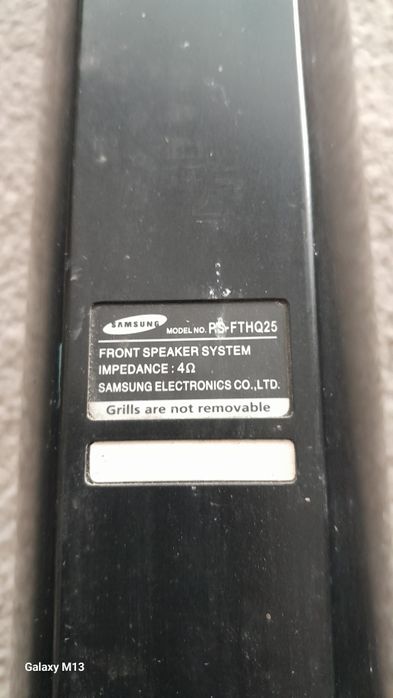 SAMSUNG MODEL NO. PS-FTHQ25
FRONT SPEAKER SYSTEM
IMPEDANCE : 4Ω
SAMSUNG ELECTRONICS CO.,LTD.
Grills are not removable
Galaxy M13